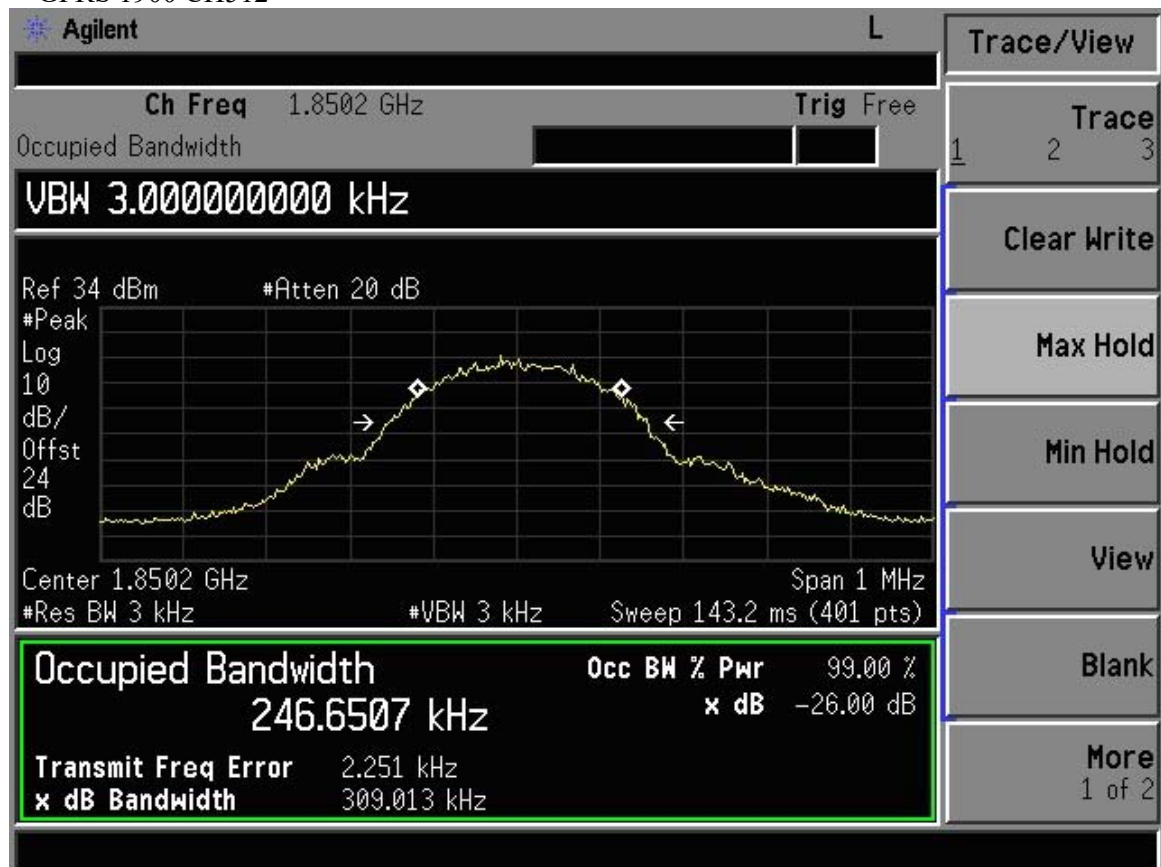 GPRS 1900 CH512
Agilent L
Ch Freq 1.8502 GHz Trig Free
Occupied Bandwidth
VBW 3.000000000 kHz
Ref 34 dBm #Atten 20 dB
#Peak
Log
10
dB/
Offst
24
dB
Center 1.8502 GHz Span 1 MHz
#Res BW 3 kHz #VBW 3 kHz Sweep 143.2 ms (401 pts)
Occupied Bandwidth Occ BW % Pwr 99.00 %
246.6507 kHz x dB -26.00 dB
Transmit Freq Error 2.251 kHz
x dB Bandwidth 309.013 kHz
Trace/View
Trace
1 2 3
Clear Write
Max Hold
Min Hold
View
Blank
More
1 of 2